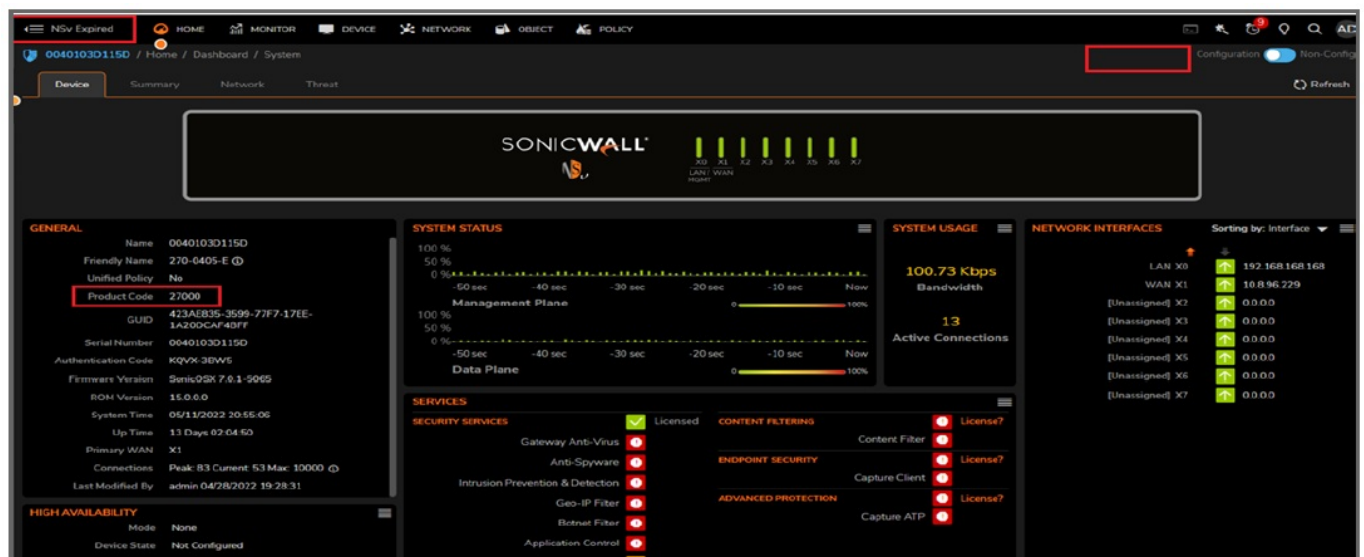 NSv Expired HOME MONITOR DEVICE NETWORK OBJECT POLICY 9 AD
0040103D115D / Home / Dashboard / System Configuration Non-Config
Device Summary Network Threat Refresh
SONICWALL
NSv
X0 X1 X2 X3 X4 X5 X6 X7
LAN/ WAN
MGMT
GENERAL
Name 0040103D115D
Friendly Name 270-0405-E
Unified Policy No
Product Code 27000
GUID 423AE835-3599-77F7-17EE-
1A200CAF4BFF
Serial Number 0040103D115D
Authentication Code KQVX-3BW5
Firmware Version SonicOSX 7.0.1-5065
ROM Version 15.0.0.0
System Time 05/11/2022 20:55:06
Up Time 13 Days 02:04:50
Primary WAN X1
Connections Peak: 83 Current: 53 Max: 10000
Last Modified By admin 04/28/2022 19:28:31
HIGH AVAILABILITY
Mode None
Device State Not Configured
SYSTEM STATUS
100 %
50 %
0 %
-50 sec -40 sec -30 sec -20 sec -10 sec Now
Management Plane 0 100%
100 %
50 %
0 %
-50 sec -40 sec -30 sec -20 sec -10 sec Now
Data Plane 0 100%
SYSTEM USAGE
100.73 Kbps
Bandwidth
13
Active Connections
NETWORK INTERFACES Sorting by: Interface
LAN X0 192.168.168.168
WAN X1 10.8.96.229
[Unassigned] X2 0.0.0.0
[Unassigned] X3 0.0.0.0
[Unassigned] X4 0.0.0.0
[Unassigned] X5 0.0.0.0
[Unassigned] X6 0.0.0.0
[Unassigned] X7 0.0.0.0
SERVICES
SECURITY SERVICES Licensed
Gateway Anti-Virus
Anti-Spyware
Intrusion Prevention & Detection
Geo-IP Filter
Botnet Filter
Application Control
CONTENT FILTERING License?
Content Filter
ENDPOINT SECURITY License?
Capture Client
ADVANCED PROTECTION License?
Capture ATP